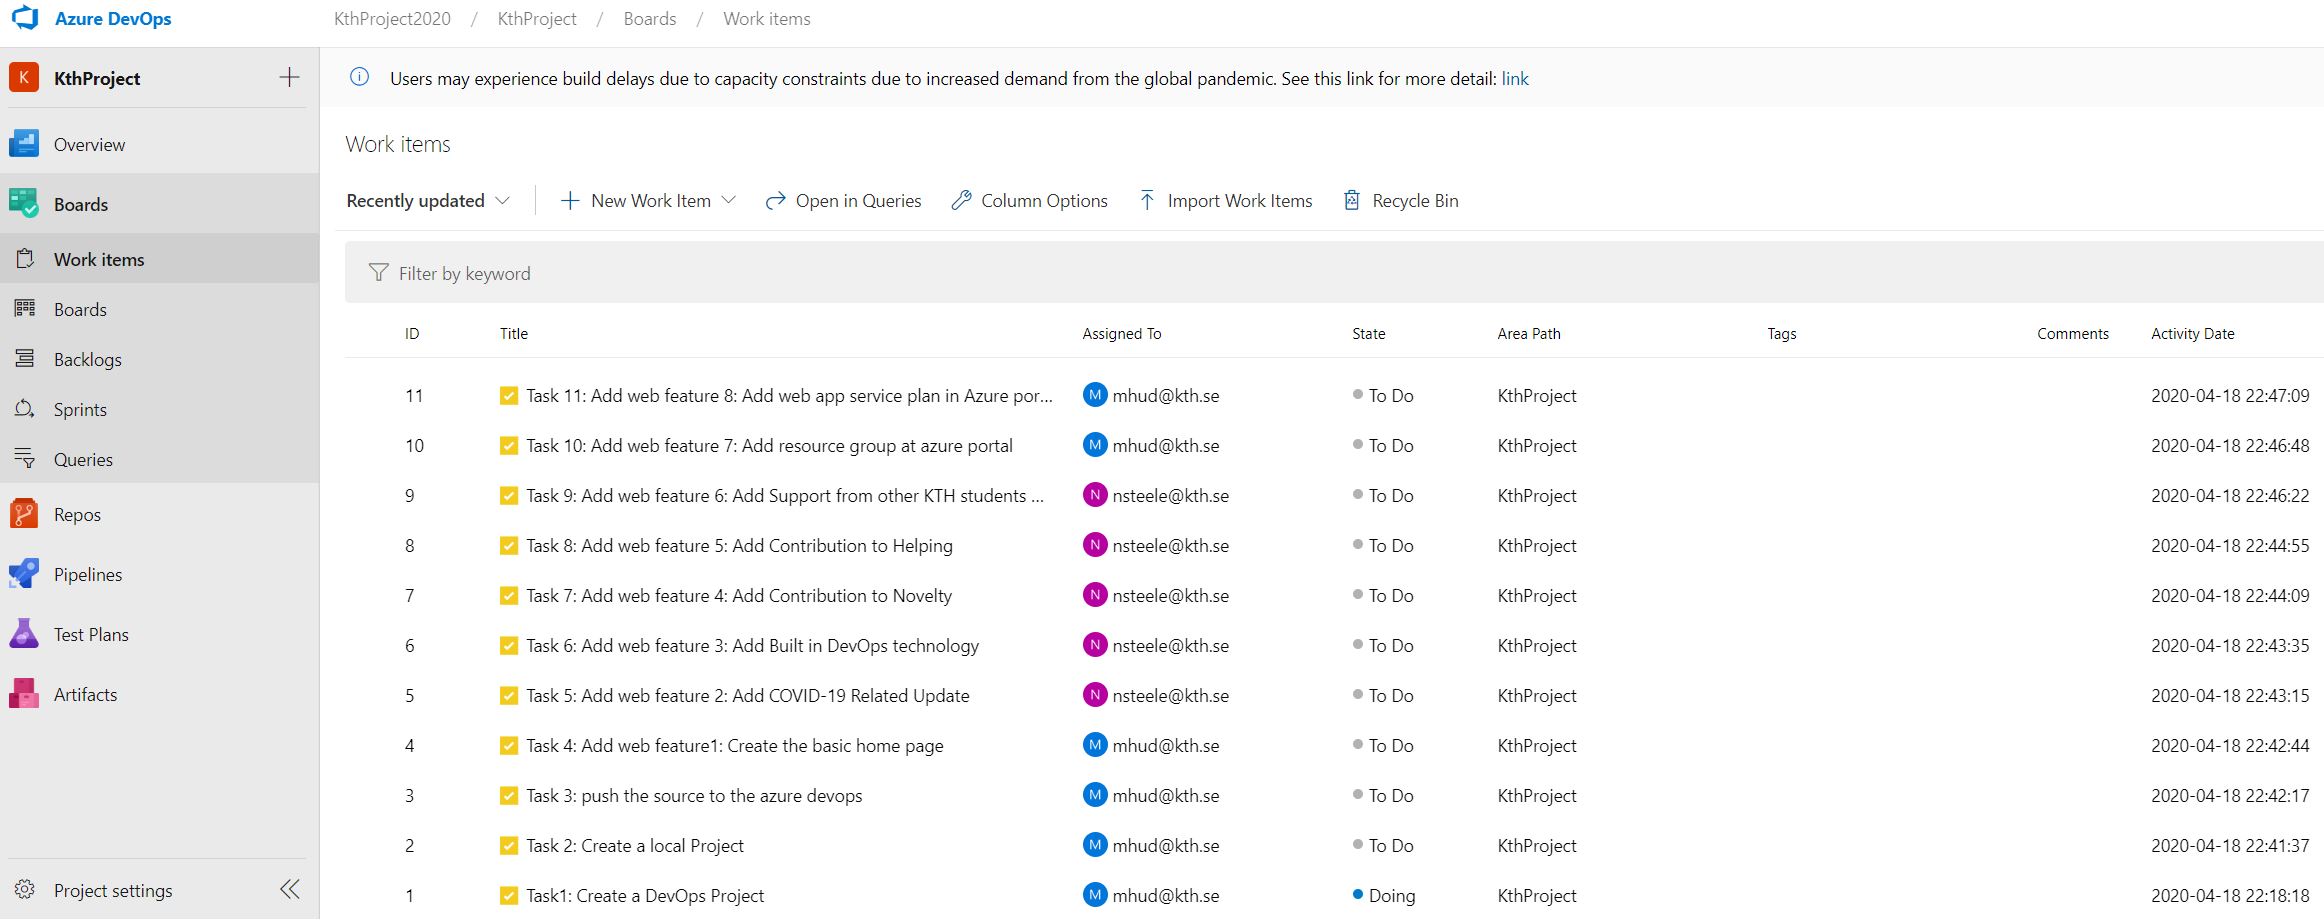 Azure DevOps
KthProject2020 / KthProject / Boards / Work items
K KthProject
Users may experience build delays due to capacity constraints due to increased demand from the global pandemic. See this link for more detail: link
Overview
Boards
Work items
Boards
Backlogs
Sprints
Queries
Repos
Pipelines
Test Plans
Artifacts
Project settings
Work items
Recently updated New Work Item Open in Queries Column Options Import Work Items Recycle Bin
Filter by keyword
ID Title Assigned To State Area Path Tags Comments Activity Date
11 Task 11: Add web feature 8: Add web app service plan in Azure por... M mhud@kth.se To Do KthProject 2020-04-18 22:47:09
10 Task 10: Add web feature 7: Add resource group at azure portal M mhud@kth.se To Do KthProject 2020-04-18 22:46:48
9 Task 9: Add web feature 6: Add Support from other KTH students ... N nsteele@kth.se To Do KthProject 2020-04-18 22:46:22
8 Task 8: Add web feature 5: Add Contribution to Helping N nsteele@kth.se To Do KthProject 2020-04-18 22:44:55
7 Task 7: Add web feature 4: Add Contribution to Novelty N nsteele@kth.se To Do KthProject 2020-04-18 22:44:09
6 Task 6: Add web feature 3: Add Built in DevOps technology N nsteele@kth.se To Do KthProject 2020-04-18 22:43:35
5 Task 5: Add web feature 2: Add COVID-19 Related Update N nsteele@kth.se To Do KthProject 2020-04-18 22:43:15
4 Task 4: Add web feature1: Create the basic home page M mhud@kth.se To Do KthProject 2020-04-18 22:42:44
3 Task 3: push the source to the azure devops M mhud@kth.se To Do KthProject 2020-04-18 22:42:17
2 Task 2: Create a local Project M mhud@kth.se To Do KthProject 2020-04-18 22:41:37
1 Task1: Create a DevOps Project M mhud@kth.se Doing KthProject 2020-04-18 22:18:18